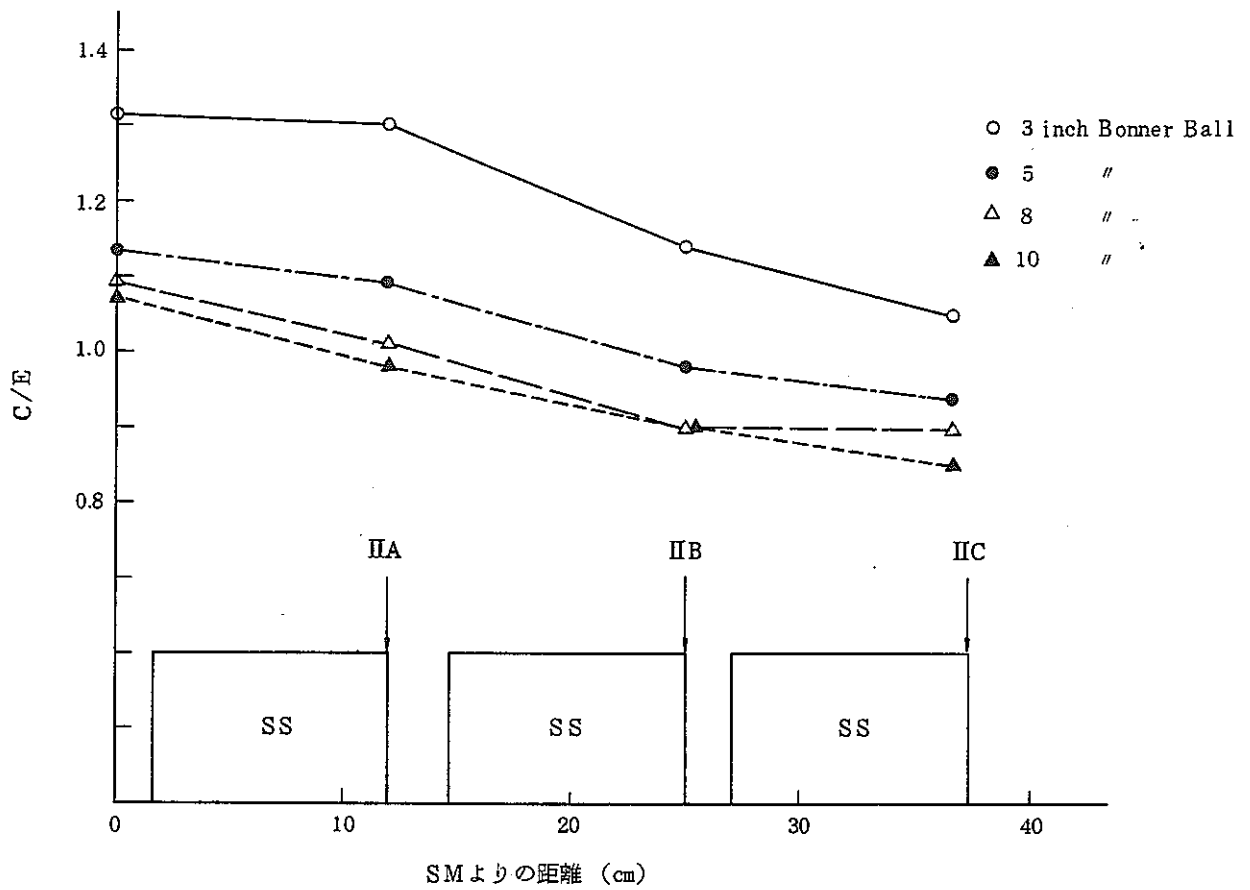 1.4
1.2
1.0
0.8
C/E
○ 3 inch Bonner Ball
● 5 〃
△ 8 〃
▲ 10 〃
ⅡA ⅡB ⅡC
SS SS SS
0 10 20 30 40
SMよりの距離 (cm)